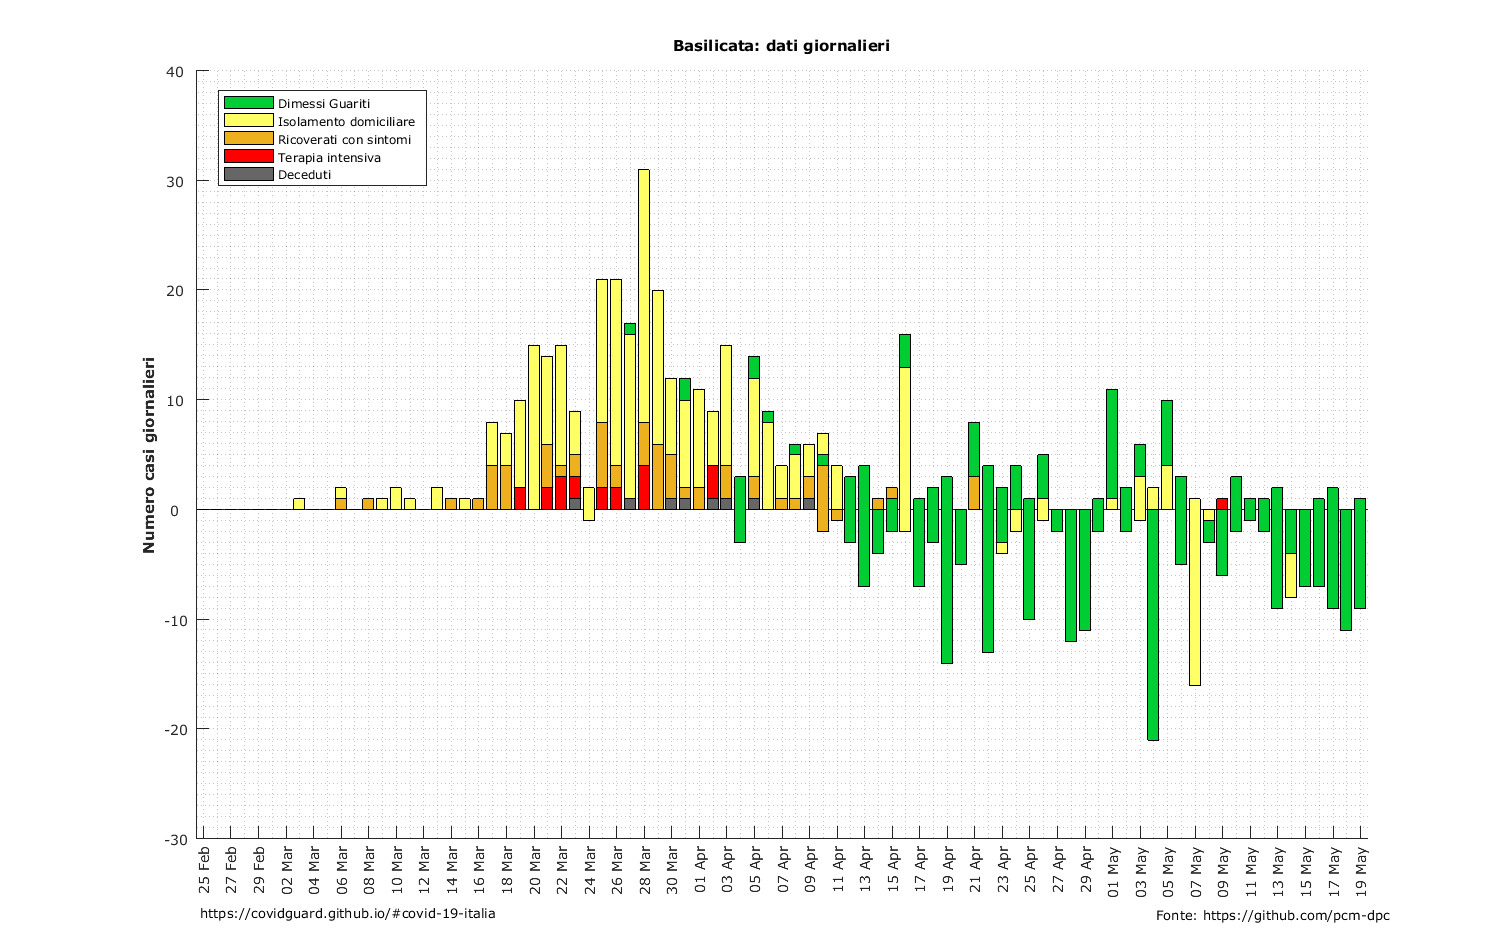 Basilicata: dati giornalieri
Dimessi Guariti
Isolamento domiciliare
Ricoverati con sintomi
Terapia intensiva
Deceduti
Numero casi giornalieri
40
30
20
10
0
-10
-20
-30
25 Feb
27 Feb
29 Feb
02 Mar
04 Mar
06 Mar
08 Mar
10 Mar
12 Mar
14 Mar
16 Mar
18 Mar
20 Mar
22 Mar
24 Mar
26 Mar
28 Mar
30 Mar
01 Apr
03 Apr
05 Apr
07 Apr
09 Apr
11 Apr
13 Apr
15 Apr
17 Apr
19 Apr
21 Apr
23 Apr
25 Apr
27 Apr
29 Apr
01 May
03 May
05 May
07 May
09 May
11 May
13 May
15 May
17 May
19 May
https://covidguard.github.io/#covid-19-italia
Fonte: https://github.com/pcm-dpc